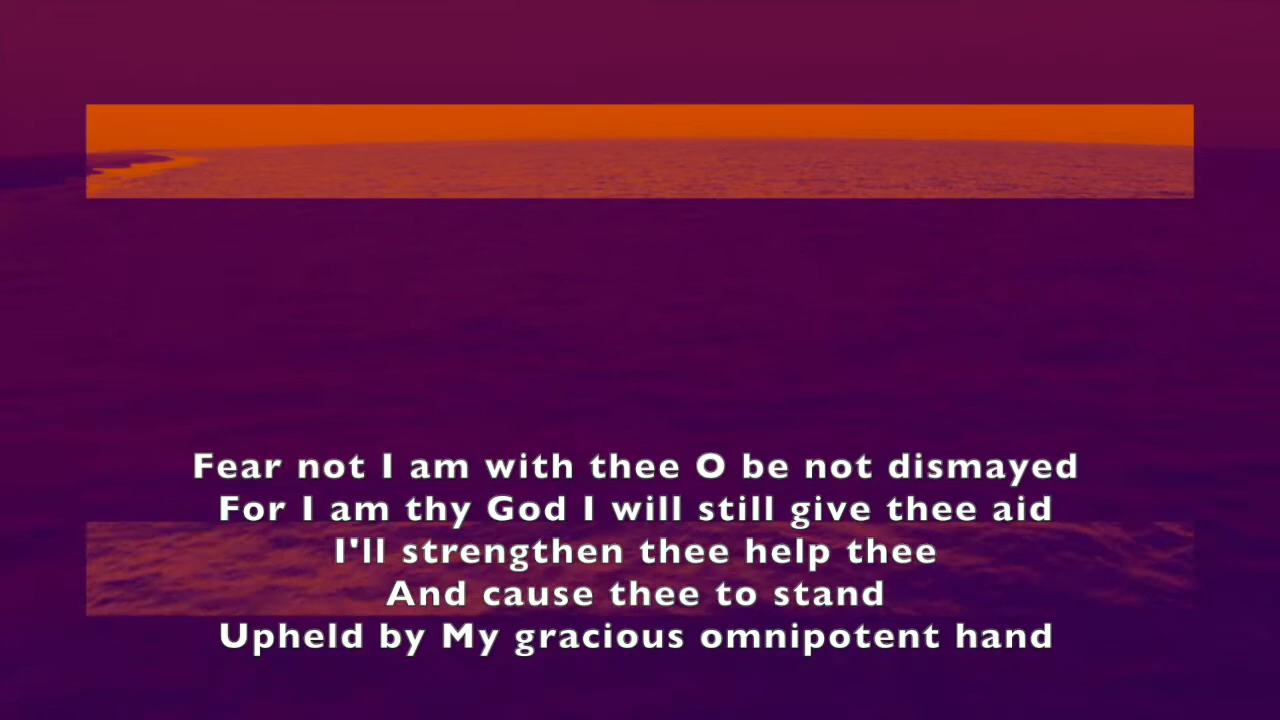 Fear not I am with thee O be not dismayed
For I am thy God I will still give thee aid
I'll strengthen thee help thee
And cause thee to stand
Upheld by My gracious omnipotent hand